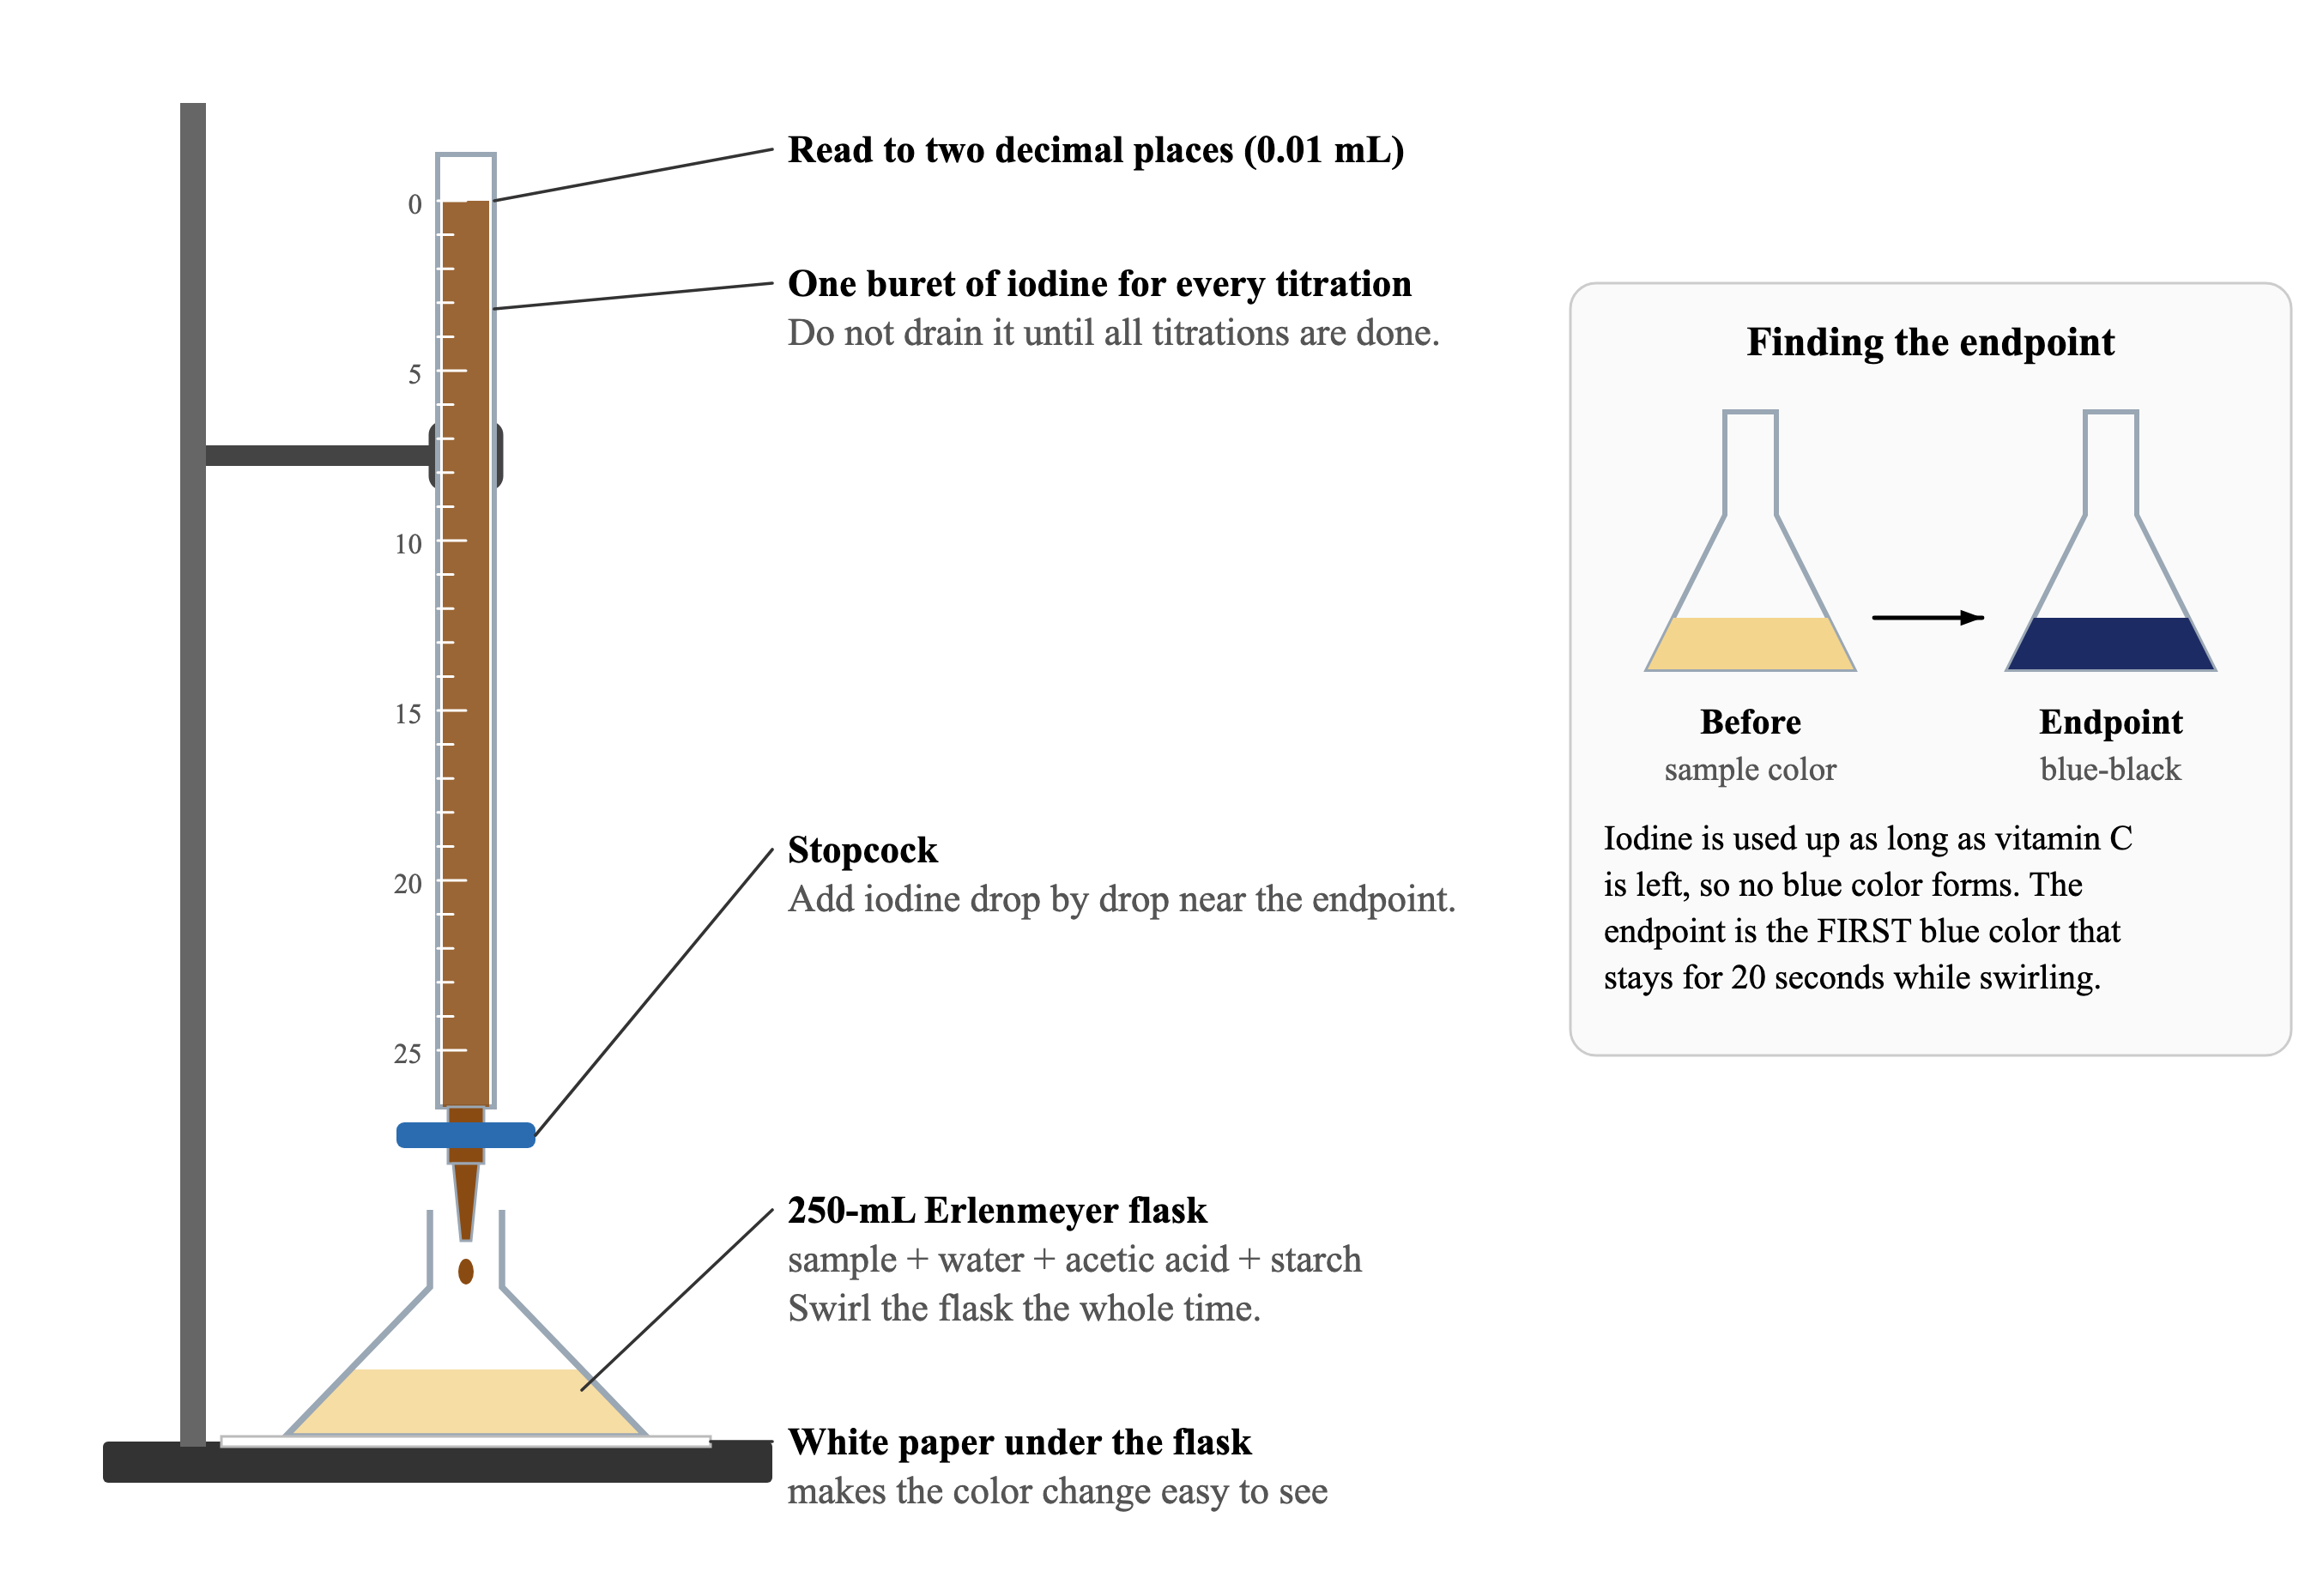 0
5
10
15
20
25
Read to two decimal places (0.01 mL)
One buret of iodine for every titration
Do not drain it until all titrations are done.
Stopcock
Add iodine drop by drop near the endpoint.
250-mL Erlenmeyer flask
sample + water + acetic acid + starch
Swirl the flask the whole time.
White paper under the flask
makes the color change easy to see
Finding the endpoint
Before
sample color
Endpoint
blue-black
Iodine is used up as long as vitamin C
is left, so no blue color forms. The
endpoint is the FIRST blue color that
stays for 20 seconds while swirling.